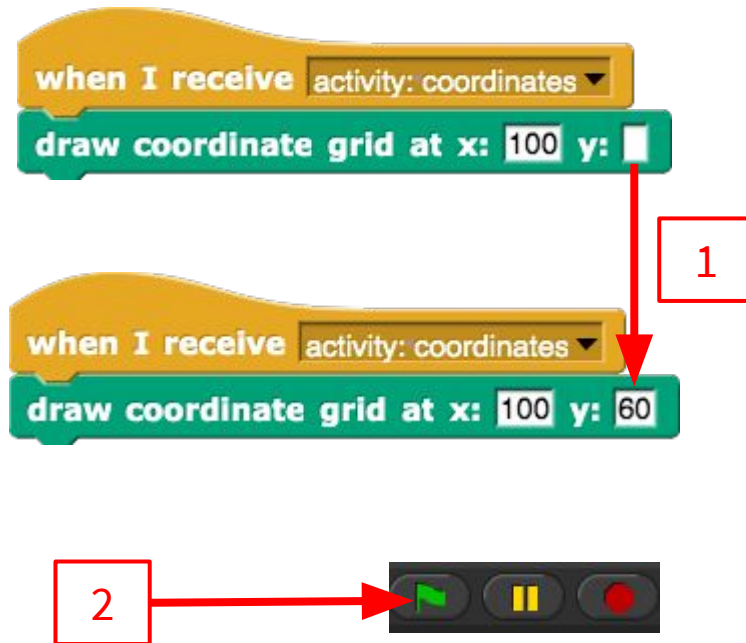 when I receive activity: coordinates
draw coordinate grid at x: 100 y:
1
when I receive activity: coordinates
draw coordinate grid at x: 100 y: 60
2